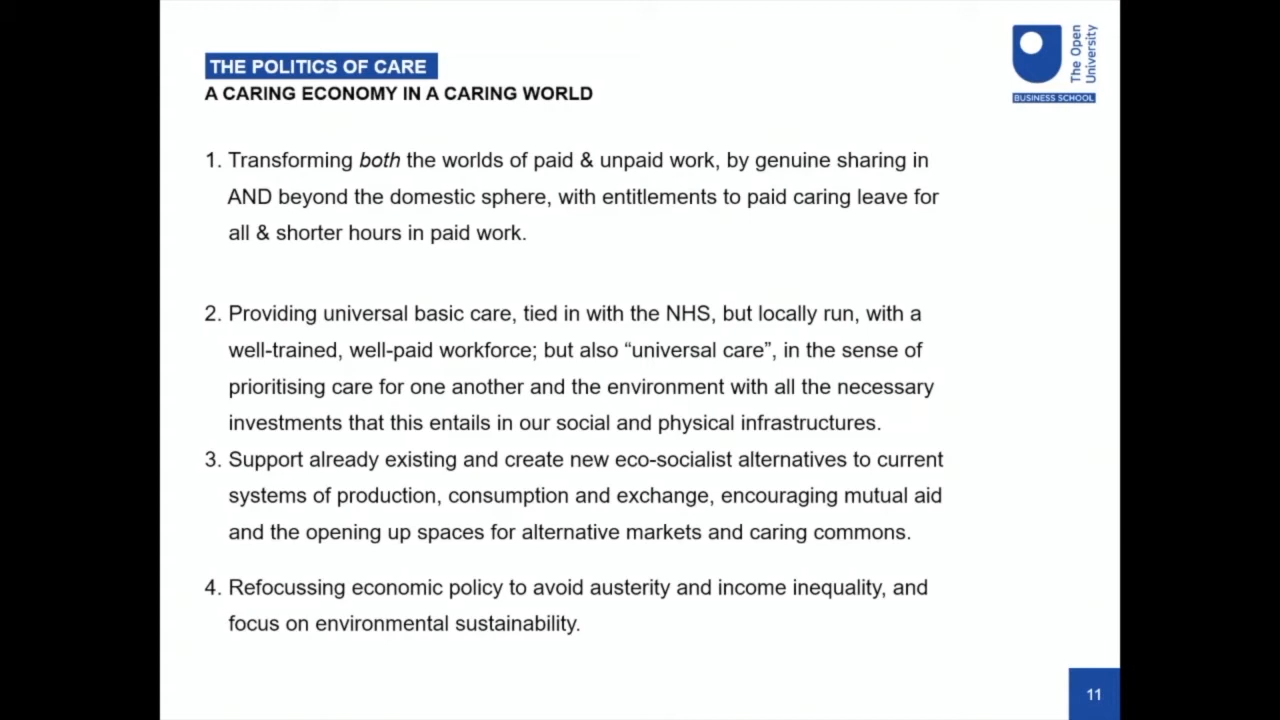 THE POLITICS OF CARE
A CARING ECONOMY IN A CARING WORLD
The Open
University
BUSINESS SCHOOL
1. Transforming both the worlds of paid & unpaid work, by genuine sharing in
AND beyond the domestic sphere, with entitlements to paid caring leave for
all & shorter hours in paid work.
2. Providing universal basic care, tied in with the NHS, but locally run, with a
well-trained, well-paid workforce; but also “universal care”, in the sense of
prioritising care for one another and the environment with all the necessary
investments that this entails in our social and physical infrastructures.
3. Support already existing and create new eco-socialist alternatives to current
systems of production, consumption and exchange, encouraging mutual aid
and the opening up spaces for alternative markets and caring commons.
4. Refocussing economic policy to avoid austerity and income inequality, and
focus on environmental sustainability.
11